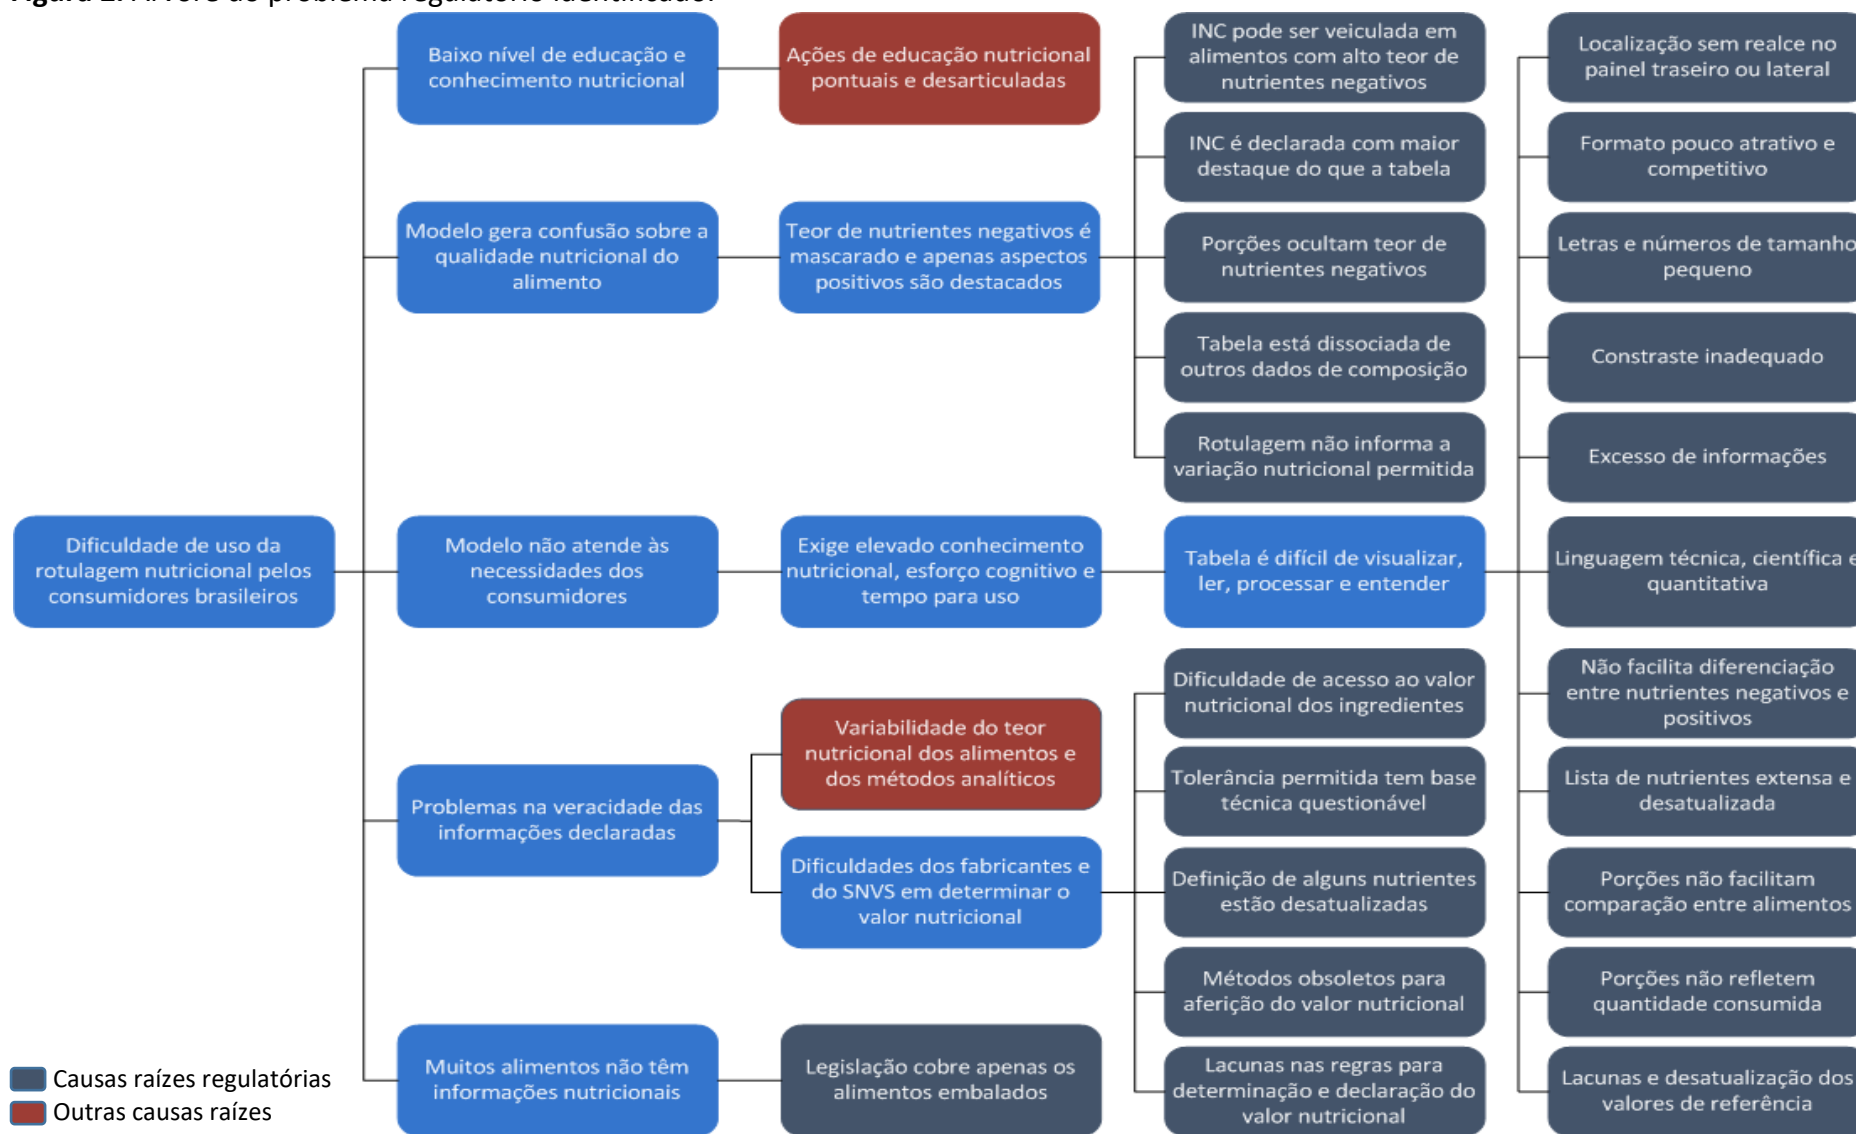 Figura 1. Árvore do problema regulatório identificado.
Baixo nível de educação e
conhecimento nutricional
Ações de educação nutricional
pontuais e desarticuladas
Modelo gera confusão sobre a
qualidade nutricional do
alimento
Teor de nutrientes negativos é
mascarado e apenas aspectos
positivos são destacados
INC pode ser veiculada em
alimentos com alto teor de
nutrientes negativos
INC é declarada com maior
destaque do que a tabela
Porções ocultam teor de
nutrientes negativos
Tabela está dissociada de
outros dados de composição
Rotulagem não informa a
variação nutricional permitida
Dificuldade de uso da
rotulagem nutricional pelos
consumidores brasileiros
Modelo não atende às
necessidades dos
consumidores
Exige elevado conhecimento
nutricional, esforço cognitivo e
tempo para uso
Tabela é difícil de visualizar,
ler, processar e entender
Localização sem realce no
painel traseiro ou lateral
Formato pouco atrativo e
competitivo
Letras e números de tamanho
pequeno
Constraste inadequado
Excesso de informações
Linguagem técnica, científica e
quantitativa
Não facilita diferenciação
entre nutrientes negativos e
positivos
Lista de nutrientes extensa e
desatualizada
Porções não facilitam
comparação entre alimentos
Porções não refletem
quantidade consumida
Lacunas e desatualização dos
valores de referência
Problemas na veracidade das
informações declaradas
Variabilidade do teor
nutricional dos alimentos e
dos métodos analíticos
Dificuldades dos fabricantes e
do SNVS em determinar o
valor nutricional
Dificuldade de acesso ao valor
nutricional dos ingredientes
Tolerância permitida tem base
técnica questionável
Definição de alguns nutrientes
estão desatualizadas
Métodos obsoletos para
aferição do valor nutricional
Lacunas nas regras para
determinação e declaração do
valor nutricional
Muitos alimentos não têm
informações nutricionais
Legislação cobre apenas os
alimentos embalados
Causas raízes regulatórias
Outras causas raízes